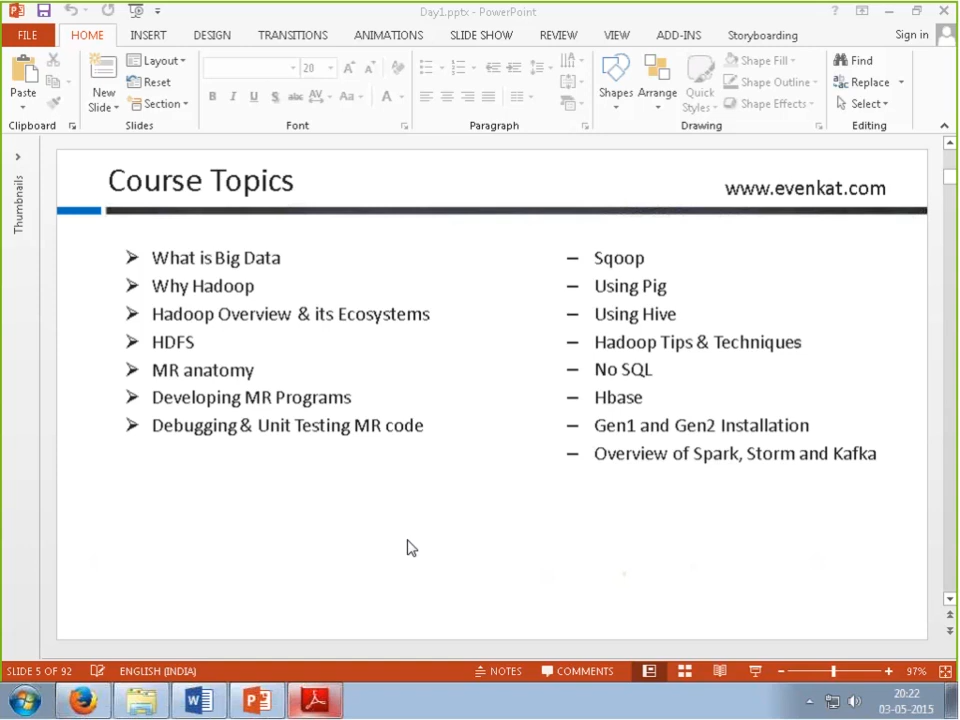 Day1.pptx - PowerPoint
FILE HOME INSERT DESIGN TRANSITIONS ANIMATIONS SLIDE SHOW REVIEW VIEW ADD-INS Storyboarding Sign in
Paste
Clipboard
New Slide
Layout
Reset
Section
Slides
20
B I U S abc AV Aa A
Font
Paragraph
Shapes Arrange Quick Styles
Shape Fill
Shape Outline
Shape Effects
Drawing
Find
Replace
Select
Editing
Thumbnails
Course Topics
www.evenkat.com
➢ What is Big Data
➢ Why Hadoop
➢ Hadoop Overview & its Ecosystems
➢ HDFS
➢ MR anatomy
➢ Developing MR Programs
➢ Debugging & Unit Testing MR code
– Sqoop
– Using Pig
– Using Hive
– Hadoop Tips & Techniques
– No SQL
– Hbase
– Gen1 and Gen2 Installation
– Overview of Spark, Storm and Kafka
SLIDE 5 OF 92 ENGLISH (INDIA) NOTES COMMENTS 97%
20:22
03-05-2015